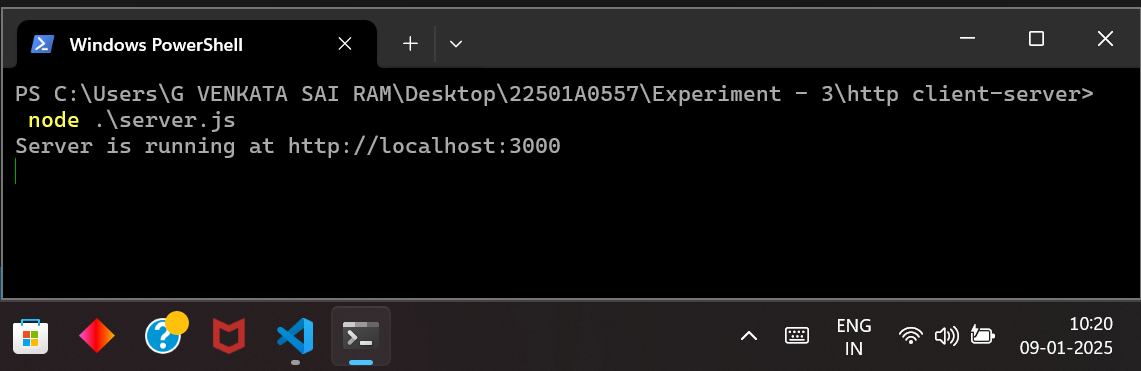 Windows PowerShell
PS C:\Users\G VENKATA SAI RAM\Desktop\22501A0557\Experiment - 3\http client-server>
node .\server.js
Server is running at http://localhost:3000
ENG
IN
10:20
09-01-2025